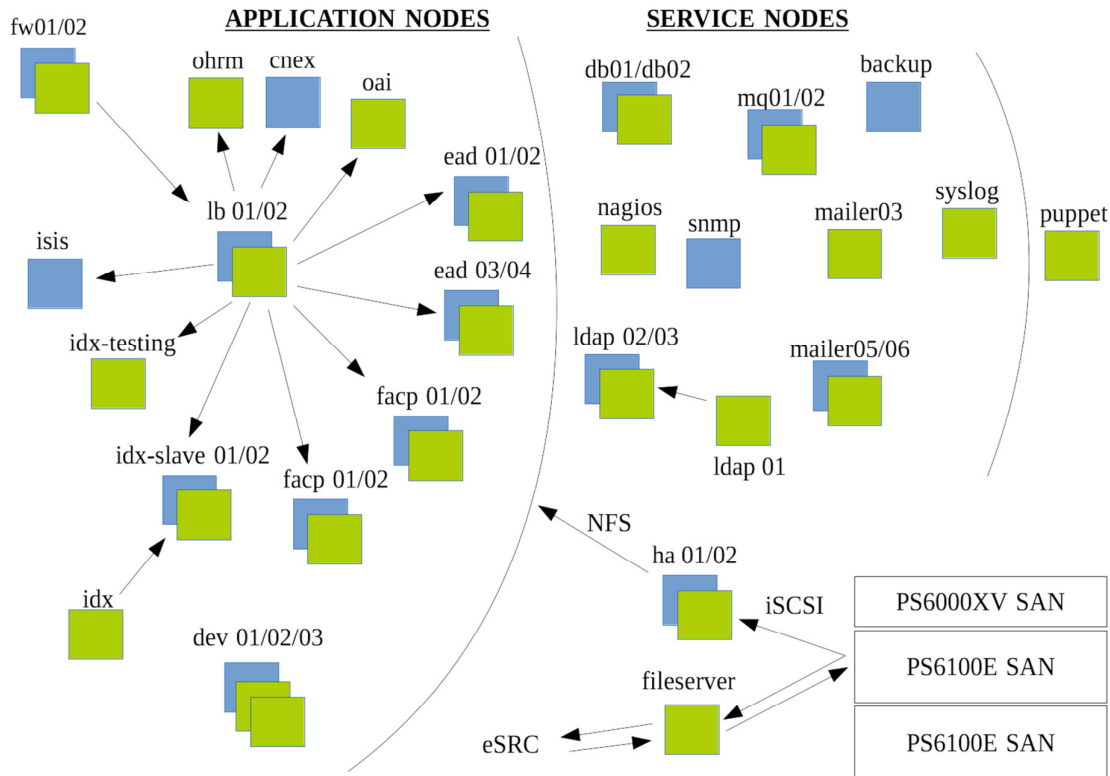 APPLICATION NODES
SERVICE NODES
fw01/02
ohrm
cnex
oai
ead 01/02
lb 01/02
isis
ead 03/04
idx-testing
facp 01/02
idx-slave 01/02
facp 01/02
idx
dev 01/02/03
db01/db02
mq01/02
backup
nagios
snmp
mailer03
syslog
puppet
ldap 02/03
mailer05/06
ldap 01
NFS
ha 01/02
iSCSI
PS6000XV SAN
PS6100E SAN
fileserver
eSRC
PS6100E SAN